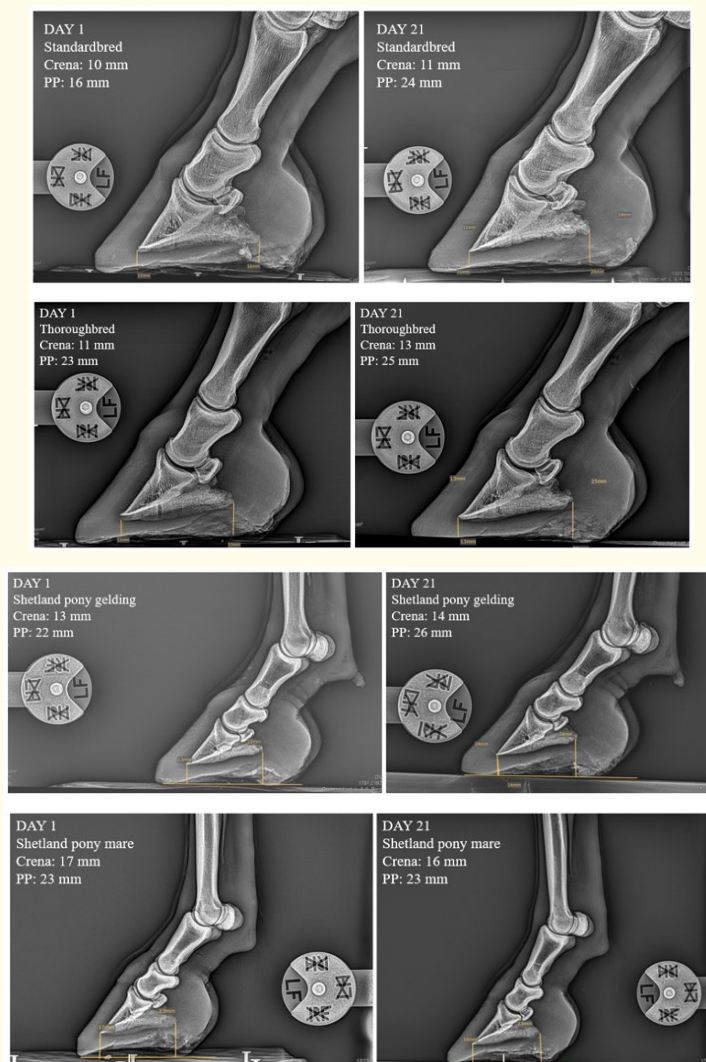 DAY 1
Standardbred
Crena: 10 mm
PP: 16 mm
DAY 21
Standardbred
Crena: 11 mm
PP: 24 mm
LF
LF
DAY 1
Thoroughbred
Crena: 11 mm
PP: 23 mm
DAY 21
Thoroughbred
Crena: 13 mm
PP: 25 mm
LF
LF
13mm
25mm
13mm
DAY 1
Shetland pony gelding
Crena: 13 mm
PP: 22 mm
DAY 21
Shetland pony gelding
Crena: 14 mm
PP: 26 mm
LF
LF
DAY 1
Shetland pony mare
Crena: 17 mm
PP: 23 mm
DAY 21
Shetland pony mare
Crena: 16 mm
PP: 23 mm
LF
LF